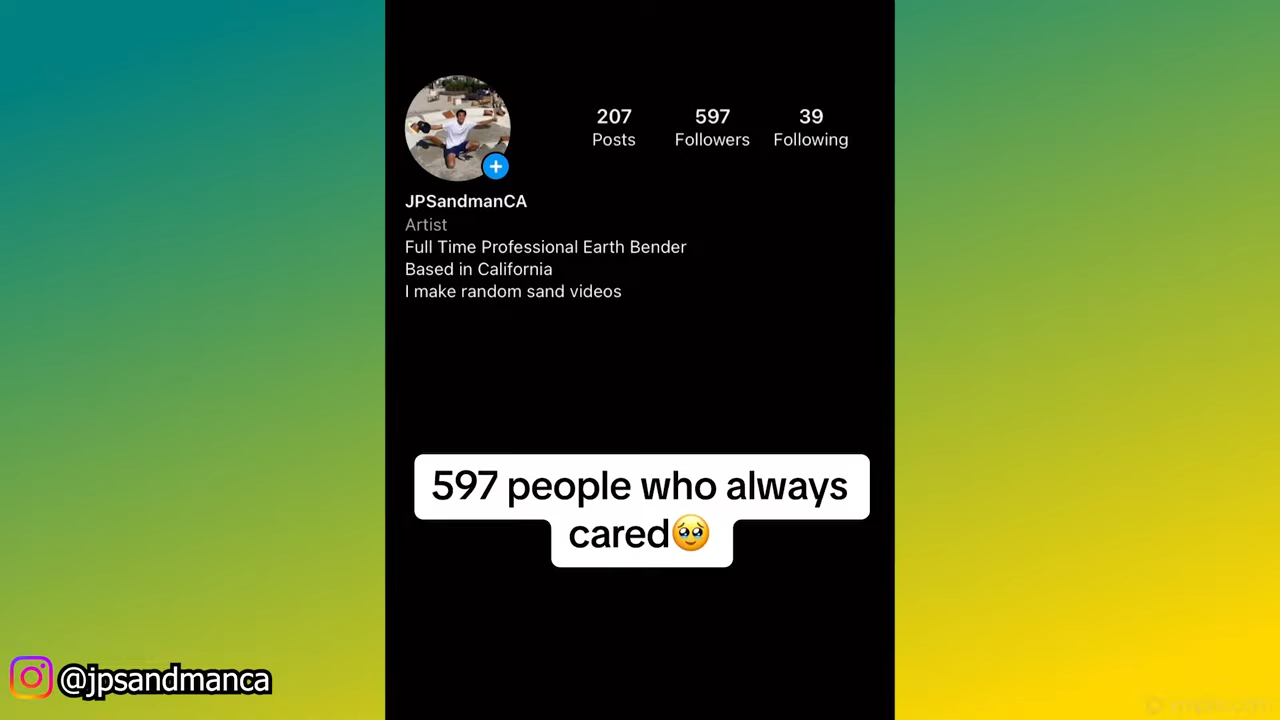 207 597 39
Posts Followers Following
JPSandmanCA
Artist
Full Time Professional Earth Bender
Based in California
I make random sand videos
597 people who always
cared🥹
@jpsandmanca